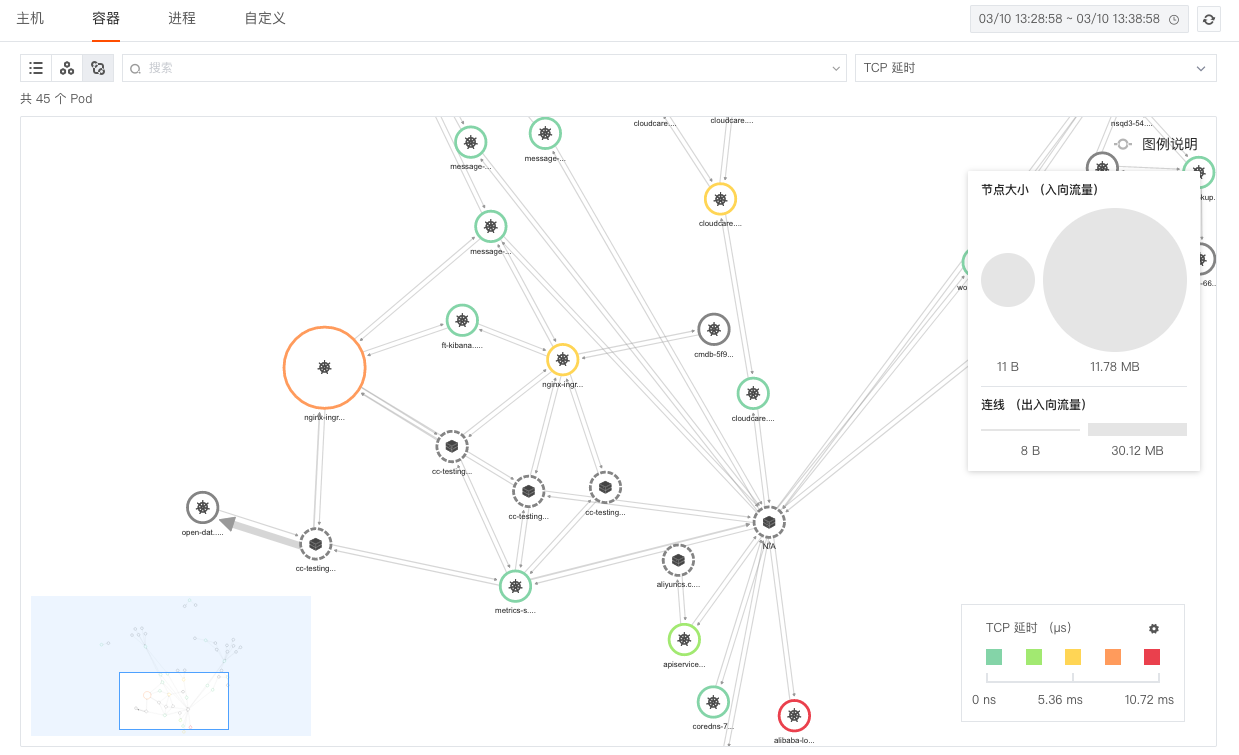 主机 容器 进程 自定义 03/10 13:28:58 ~ 03/10 13:38:58
搜索 TCP 延时
共 45 个 Pod
cloudcare....
cloudcare....
nsqd3-54....
图例说明
message-...
message-...
kup.
节点大小 （入向流量）
cloudcare....
message-...
-66...
11 B 11.78 MB
连线 （出入向流量）
8 B 30.12 MB
ft-kibana.....
cmdb-5f9...
nginx-ingr...
nginx-ingr...
cloudcare....
cc-testing...
cc-testing...
cc-testing...
open-dat.....
N/A
cc-testing...
aliyuncs.c....
metrics-s....
TCP 延时 (μs)
0 ns 5.36 ms 10.72 ms
apiservice...
coredns-7...
alibaba-lo...